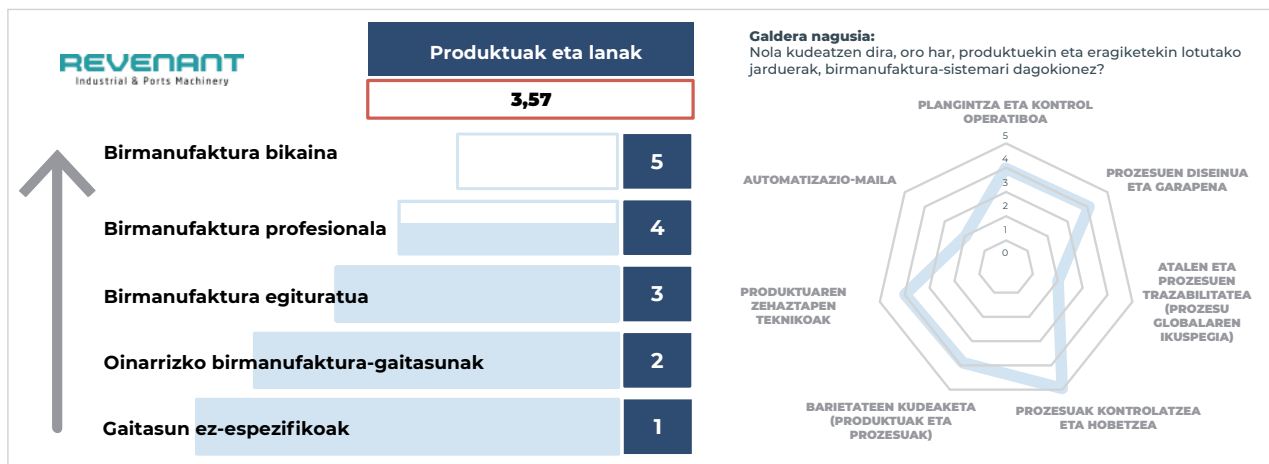 REVENANT
Industrial & Ports Machinery
Produktuak eta lanak
3,57
Birmanufaktura bikaina
5
Birmanufaktura profesionala
4
Birmanufaktura egituratua
3
Oinarrizko birmanufaktura-gaitasunak
2
Gaitasun ez-espezifikoak
1
Galdera nagusia:
Nola kudeatzen dira, oro har, produktuekin eta eragiketekin lotutako
jarduerak, birmanufaktura-sistemari dagokionez?
PLANGINTZA ETA KONTROL
OPERATIBOA
5
4
3
2
1
0
PROZESUEN DISEINUA
ETA GARAPENA
ATALEN ETA
PROZESUEN
TRAZABILITATEA
(PROZESU
GLOBALAREN
IKUSPEGIA)
PROZESUAK KONTROLATZEA
ETA HOBETZEA
BARIETATEEN KUDEAKETA
(PRODUKTUAK ETA
PROZESUAK)
PRODUKTUAREN
ZEHAZTAPEN
TEKNIKOAK
AUTOMATIZAZIO-MAILA